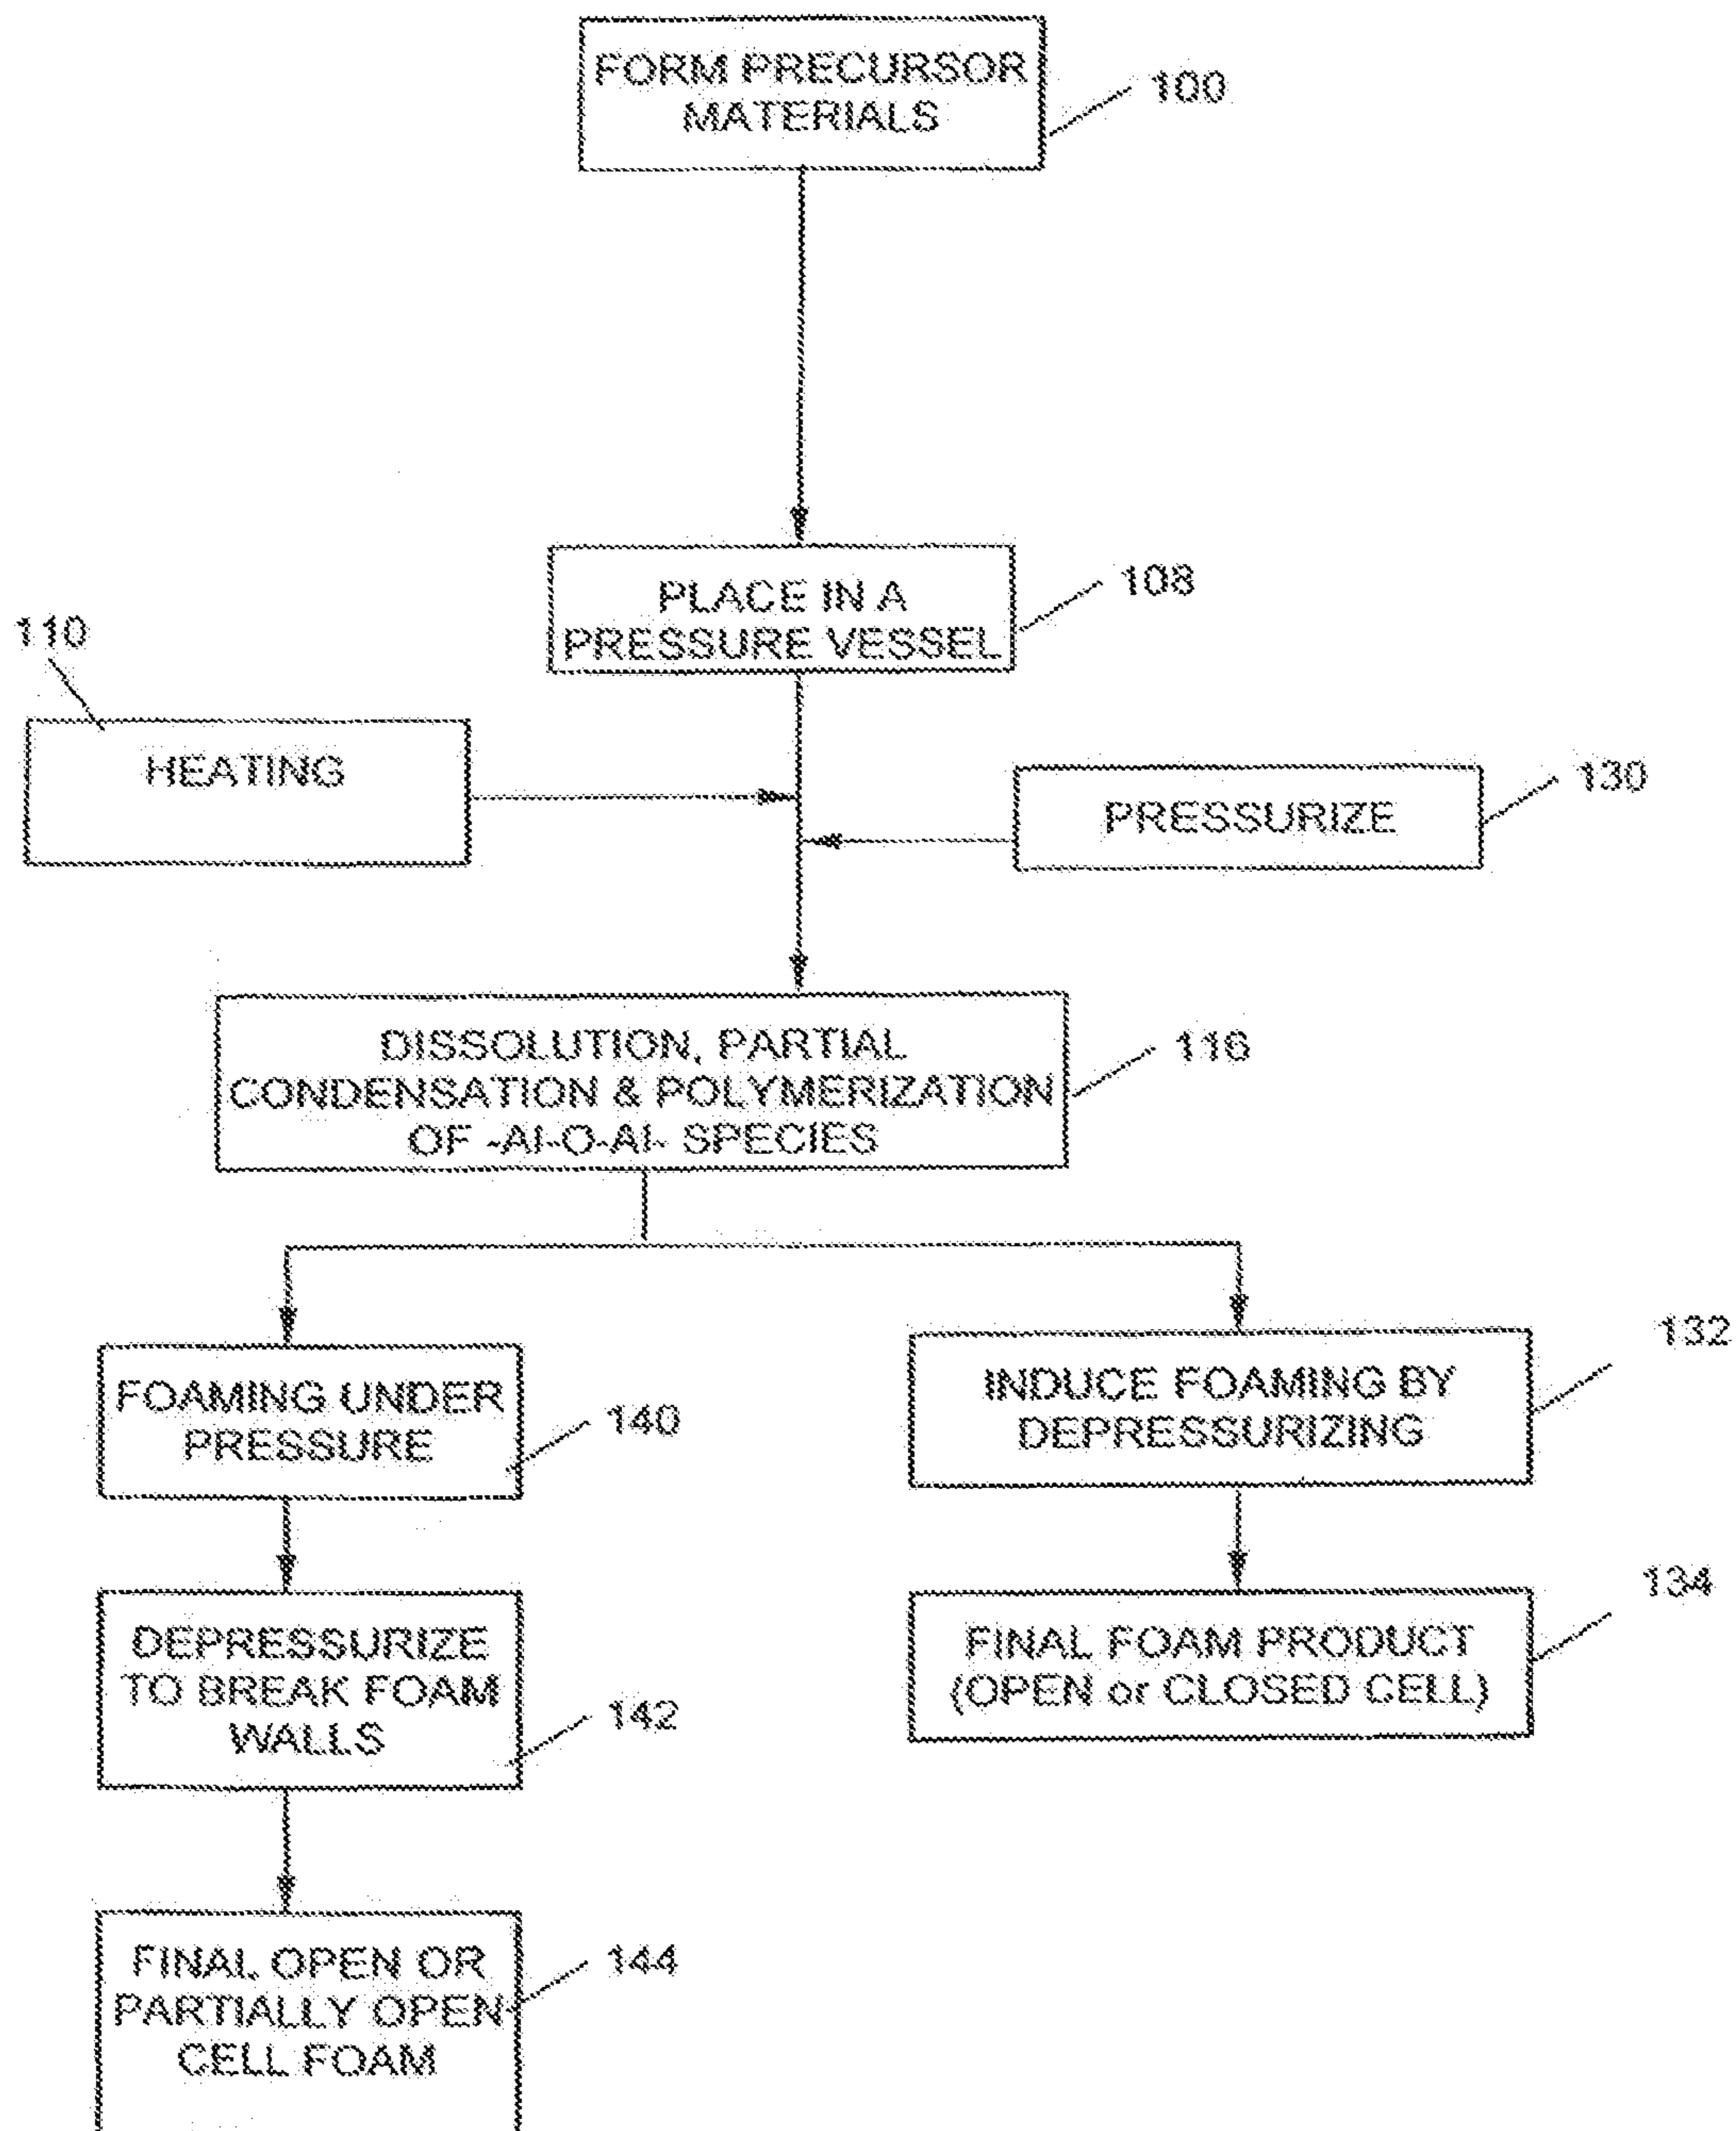 FORM PRECURSOR
MATERIALS
100
PLACE IN A
PRESSURE VESSEL
108
110
HEATING
PRESSURIZE
130
DISSOLUTION, PARTIAL
CONDENSATION & POLYMERIZATION
OF -Al-O-Al- SPECIES
116
FOAMING UNDER
PRESSURE
140
INDUCE FOAMING BY
DEPRESSURIZING
132
DEPRESSURIZE
TO BREAK FOAM
WALLS
142
FINAL FOAM PRODUCT
(OPEN or CLOSED CELL)
134
FINAL OPEN OR
PARTIALLY OPEN
CELL FOAM
144